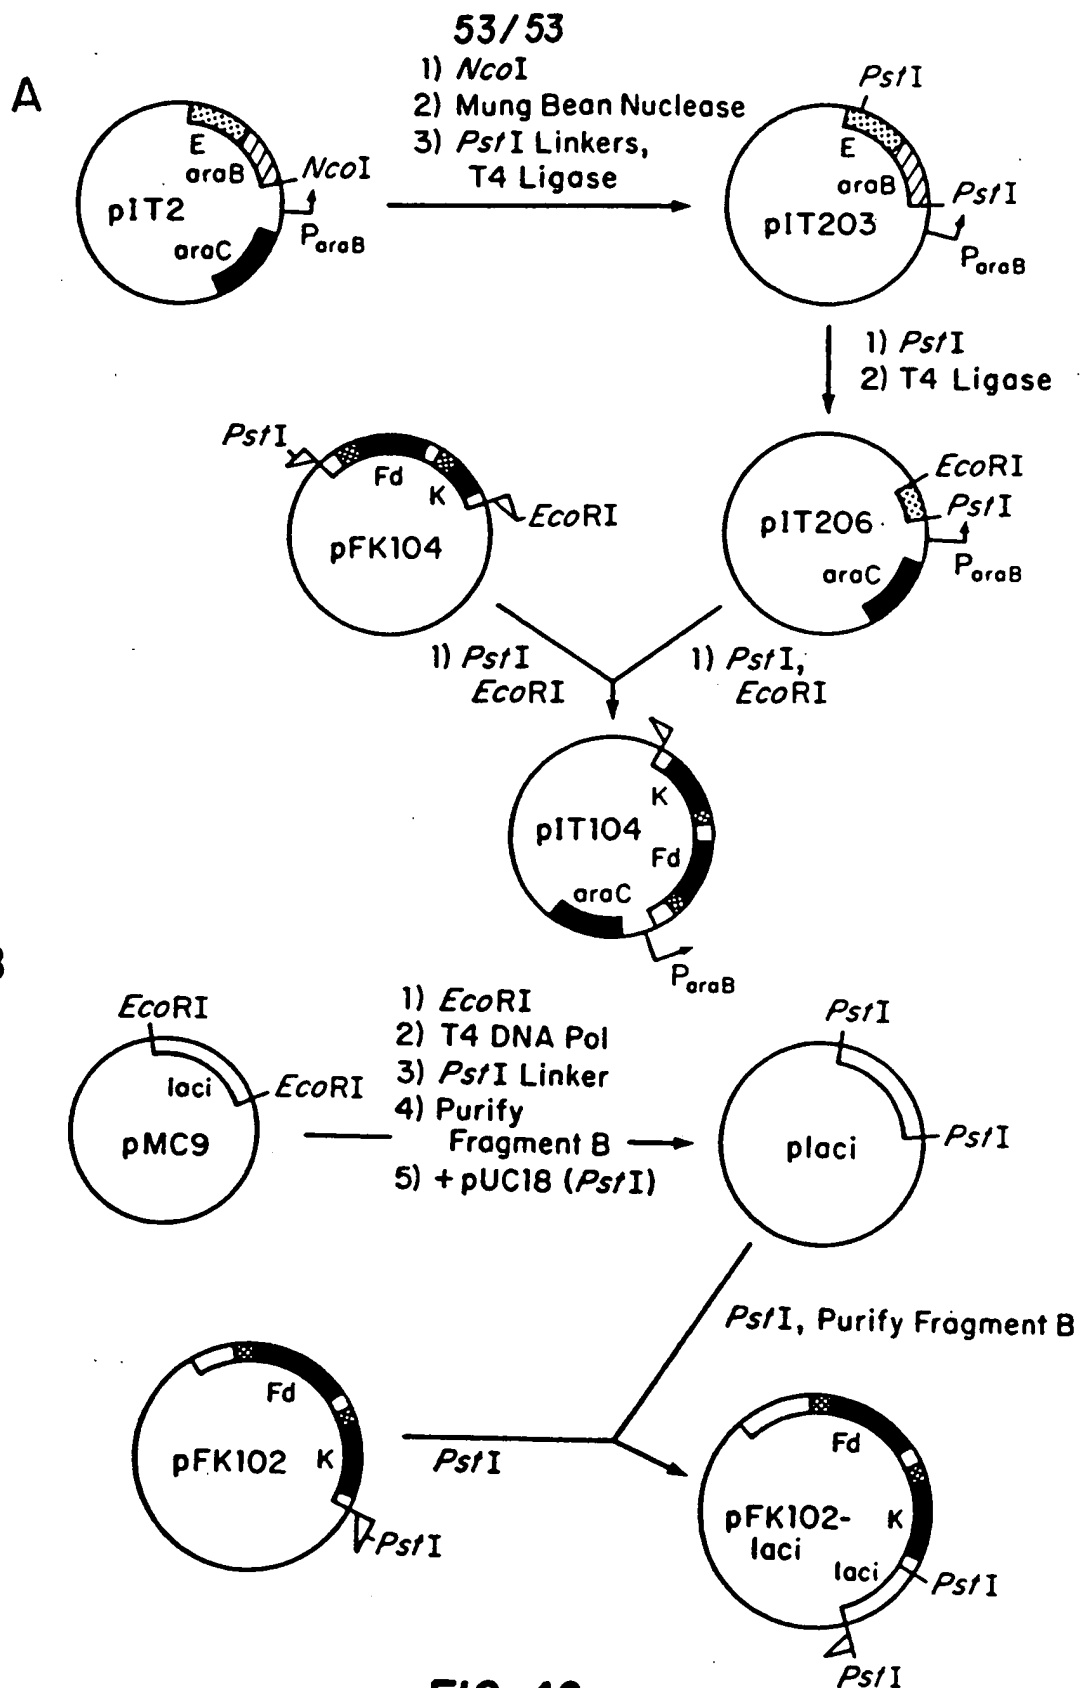 53/53
A
1) NcoI
2) Mung Bean Nuclease
3) PstI Linkers,
T4 Ligase
E
araB
NcoI
pIT2
araC
ParaB
PstI
E
araB
PstI
pIT203
ParaB
1) PstI
2) T4 Ligase
PstI
Fd
K
EcoRI
pFK104
EcoRI
PstI
pIT206
araC
ParaB
1) PstI
EcoRI
1) PstI,
EcoRI
K
pIT104
Fd
araC
ParaB
EcoRI
laci
EcoRI
pMC9
1) EcoRI
2) T4 DNA Pol
3) PstI Linker
4) Purify
Fragment B
5) + pUC18 (PstI)
PstI
PstI
placi
PstI, Purify Fragment B
Fd
pFK102
K
PstI
PstI
Fd
pFK102-
laci
K
laci
PstI
PstI